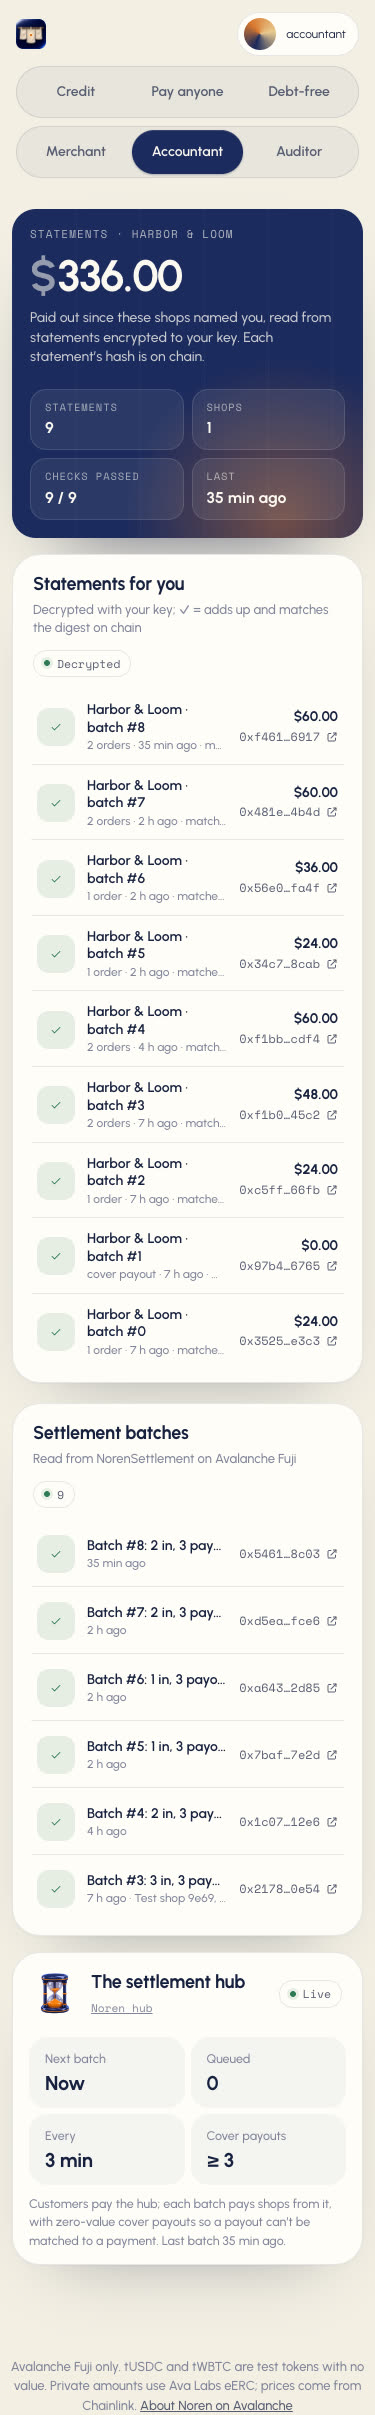 accountant
Credit
Pay anyone
Debt-free
Merchant
Accountant
Auditor
STATEMENTS · HARBOR & LOOM
$336.00
Paid out since these shops named you, read from
statements encrypted to your key. Each
statement's hash is on chain.
STATEMENTS
9
SHOPS
1
CHECKS PASSED
9 / 9
LAST
35 min ago
Statements for you
Decrypted with your key; ✓ = adds up and matches
the digest on chain
Decrypted
Harbor & Loom ·
batch #8
2 orders · 35 min ago · m…
$60.00
0xf461…6917
Harbor & Loom ·
batch #7
2 orders · 2 h ago · match…
$60.00
0x481e…4b4d
Harbor & Loom ·
batch #6
1 order · 2 h ago · matche…
$36.00
0x56e0…fa4f
Harbor & Loom ·
batch #5
1 order · 2 h ago · matche…
$24.00
0x34c7…8cab
Harbor & Loom ·
batch #4
2 orders · 4 h ago · match…
$60.00
0xf1bb…cdf4
Harbor & Loom ·
batch #3
2 orders · 7 h ago · match…
$48.00
0xf1b0…45c2
Harbor & Loom ·
batch #2
1 order · 7 h ago · matche…
$24.00
0xc5ff…66fb
Harbor & Loom ·
batch #1
cover payout · 7 h ago · …
$0.00
0x97b4…6765
Harbor & Loom ·
batch #0
1 order · 7 h ago · matche…
$24.00
0x3525…e3c3
Settlement batches
Read from NorenSettlement on Avalanche Fuji
9
Batch #8: 2 in, 3 pay…
35 min ago
0x5461…8c03
Batch #7: 2 in, 3 pay…
2 h ago
0xd5ea…fce6
Batch #6: 1 in, 3 payo…
2 h ago
0xa643…2d85
Batch #5: 1 in, 3 payo…
2 h ago
0x7baf…7e2d
Batch #4: 2 in, 3 pay…
4 h ago
0x1c07…12e6
Batch #3: 3 in, 3 pay…
7 h ago · Test shop 9e69, …
0x2178…0e54
The settlement hub
Noren hub
Live
Next batch
Now
Queued
0
Every
3 min
Cover payouts
≥ 3
Customers pay the hub; each batch pays shops from it,
with zero-value cover payouts so a payout can't be
matched to a payment. Last batch 35 min ago.
Avalanche Fuji only. tUSDC and tWBTC are test tokens with no
value. Private amounts use Ava Labs eERC; prices come from
Chainlink. About Noren on Avalanche